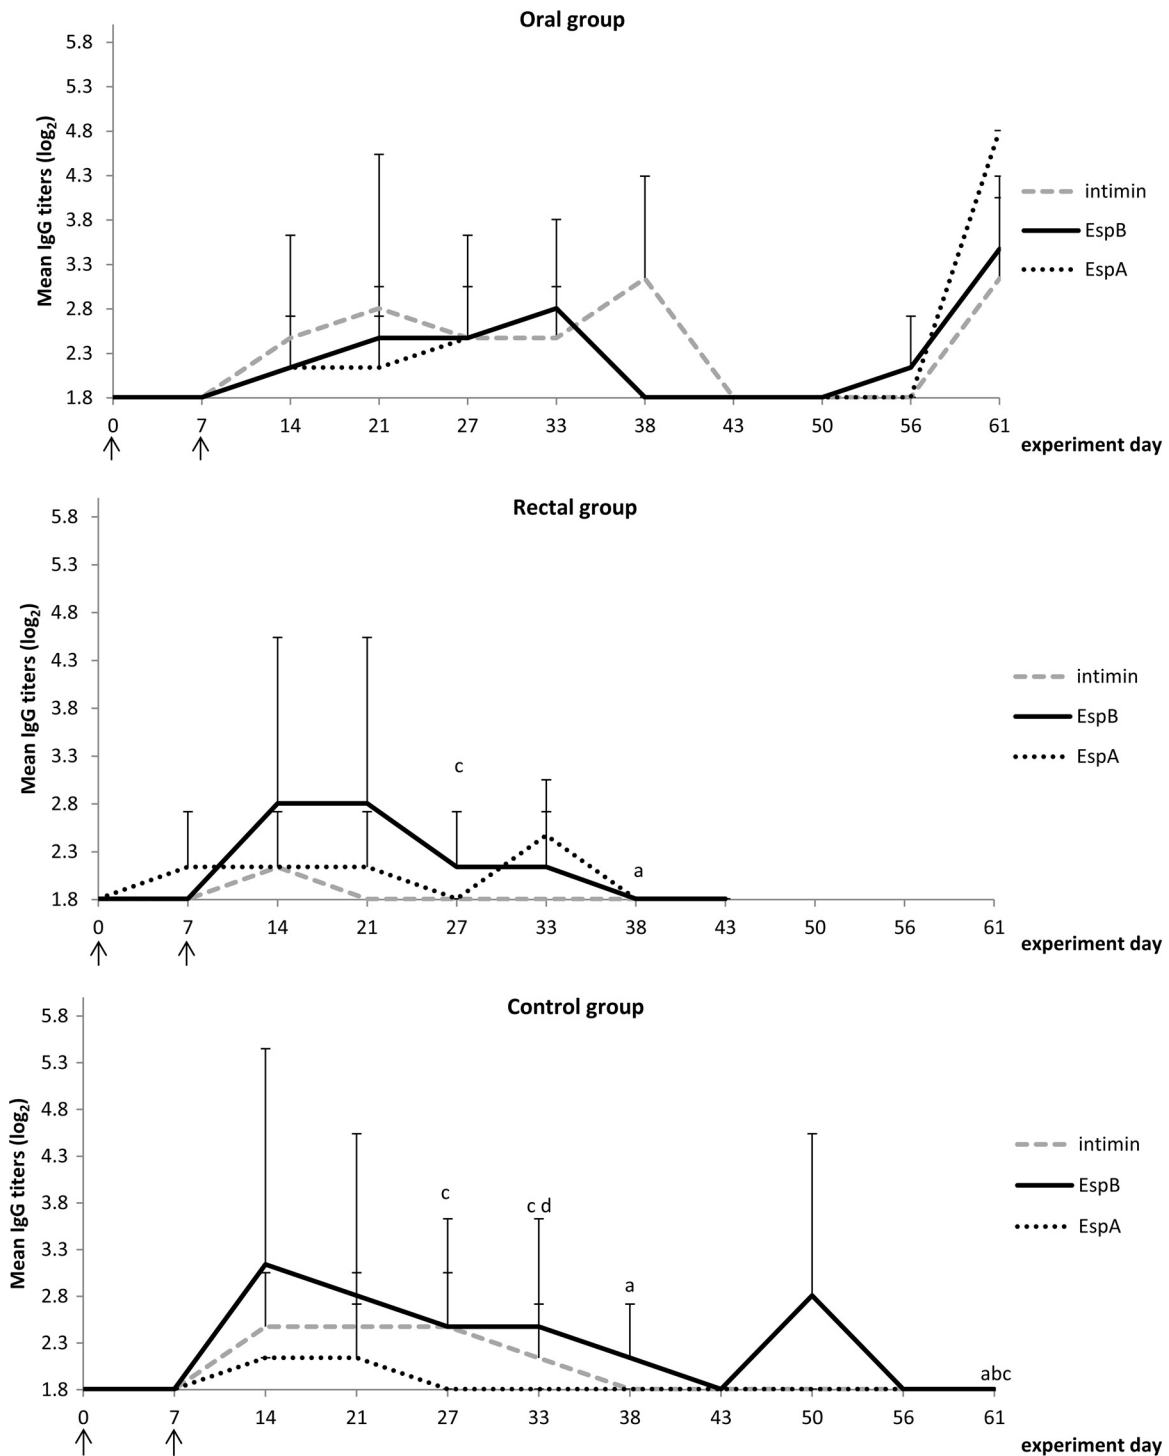 Oral group
Mean IgG titers (log2)
5.8
5.3
4.8
4.3
3.8
3.3
2.8
2.3
1.8
intimin
EspB
EspA
0 7 14 21 27 33 38 43 50 56 61
experiment day
Rectal group
Mean IgG titers (log2)
5.8
5.3
4.8
4.3
3.8
3.3
2.8
2.3
1.8
c
a
intimin
EspB
EspA
0 7 14 21 27 33 38 43 50 56 61
experiment day
Control group
Mean IgG titers (log2)
5.8
5.3
4.8
4.3
3.8
3.3
2.8
2.3
1.8
c
c d
a
abc
intimin
EspB
EspA
0 7 14 21 27 33 38 43 50 56 61
experiment day